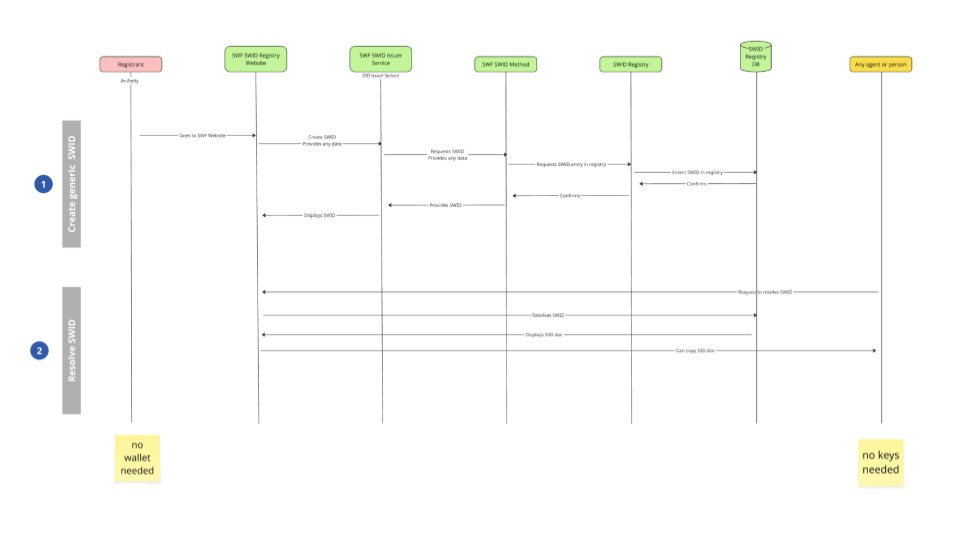 Registrant
An Entity
SWF SWID Registry
Website
SWF SWID Issuer
Service
DID Issuer Service
SWF SWID Method
SWID Registry
SWID
Registry
DB
Any agent or person
1
Create generic SWID
Goes to SWF Website
Create SWID
Provides any data
Requests SWID
Provides any data
Requests SWID entry in registry
Enters SWID in registry
Confirms
Confirms
Provides SWID
Displays SWID
2
Resolve SWID
Request to resolve SWID
Resolves SWID
Displays DID doc
Can copy DID doc
no
wallet
needed
no keys
needed